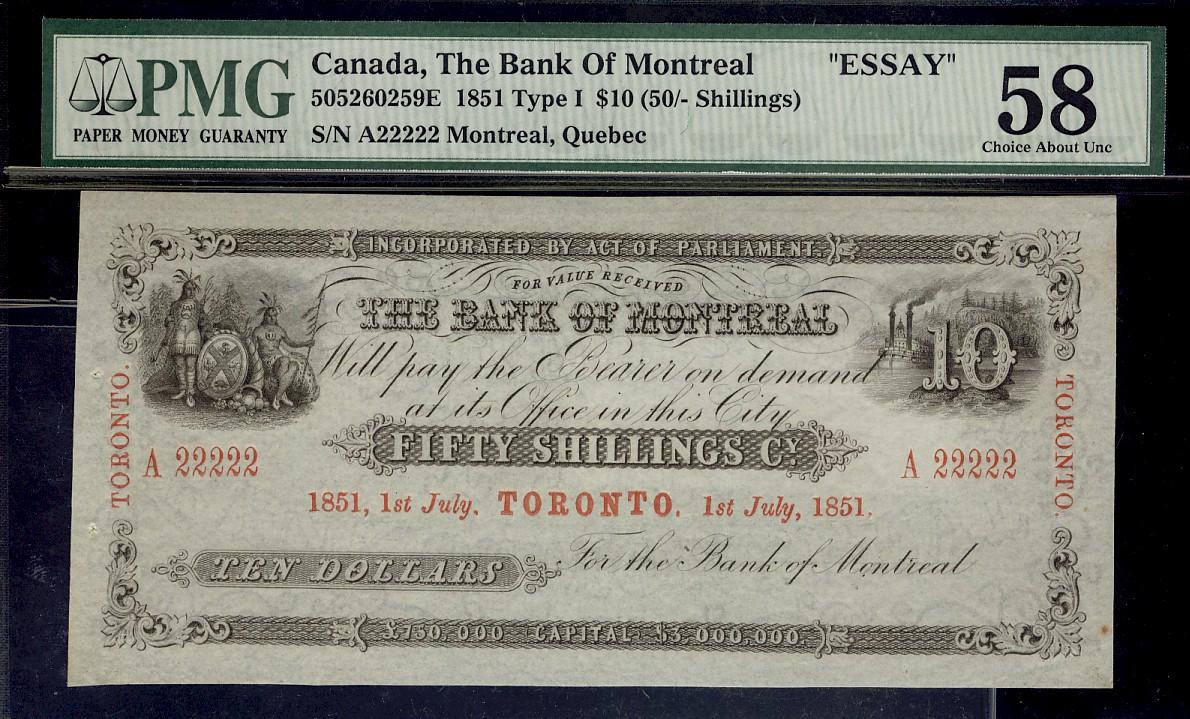 PMG
PAPER MONEY GUARANTY
Canada, The Bank Of Montreal "ESSAY"
505260259E 1851 Type I $10 (50/- Shillings)
S/N A22222 Montreal, Quebec
58
Choice About Unc
INCORPORATED BY ACT OF PARLIAMENT.
FOR VALUE RECEIVED
THE BANK OF MONTREAL
10
Will pay the Bearer on demand
at its Office in this City
FIFTY SHILLINGS CY.
TORONTO.
TORONTO.
A 22222
A 22222
1851, 1st July. TORONTO. 1st July, 1851.
TEN DOLLARS
For the Bank of Montreal
£750,000 CAPITAL $3,000,000.